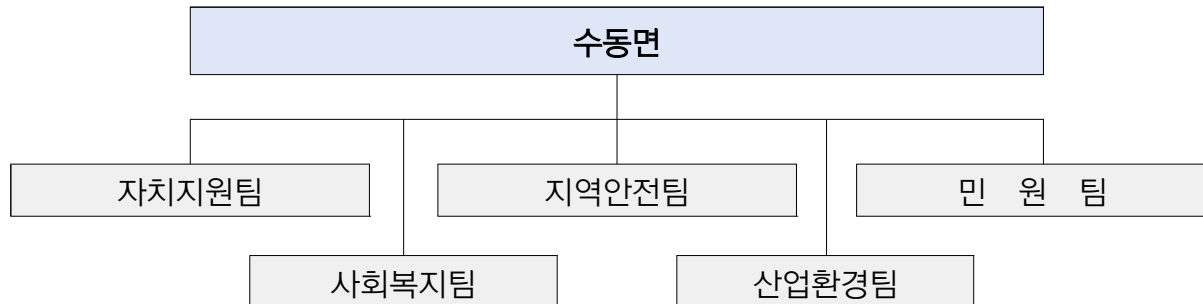 수동면
자치지원팀
지역안전팀
민 원 팀
사회복지팀
산업환경팀